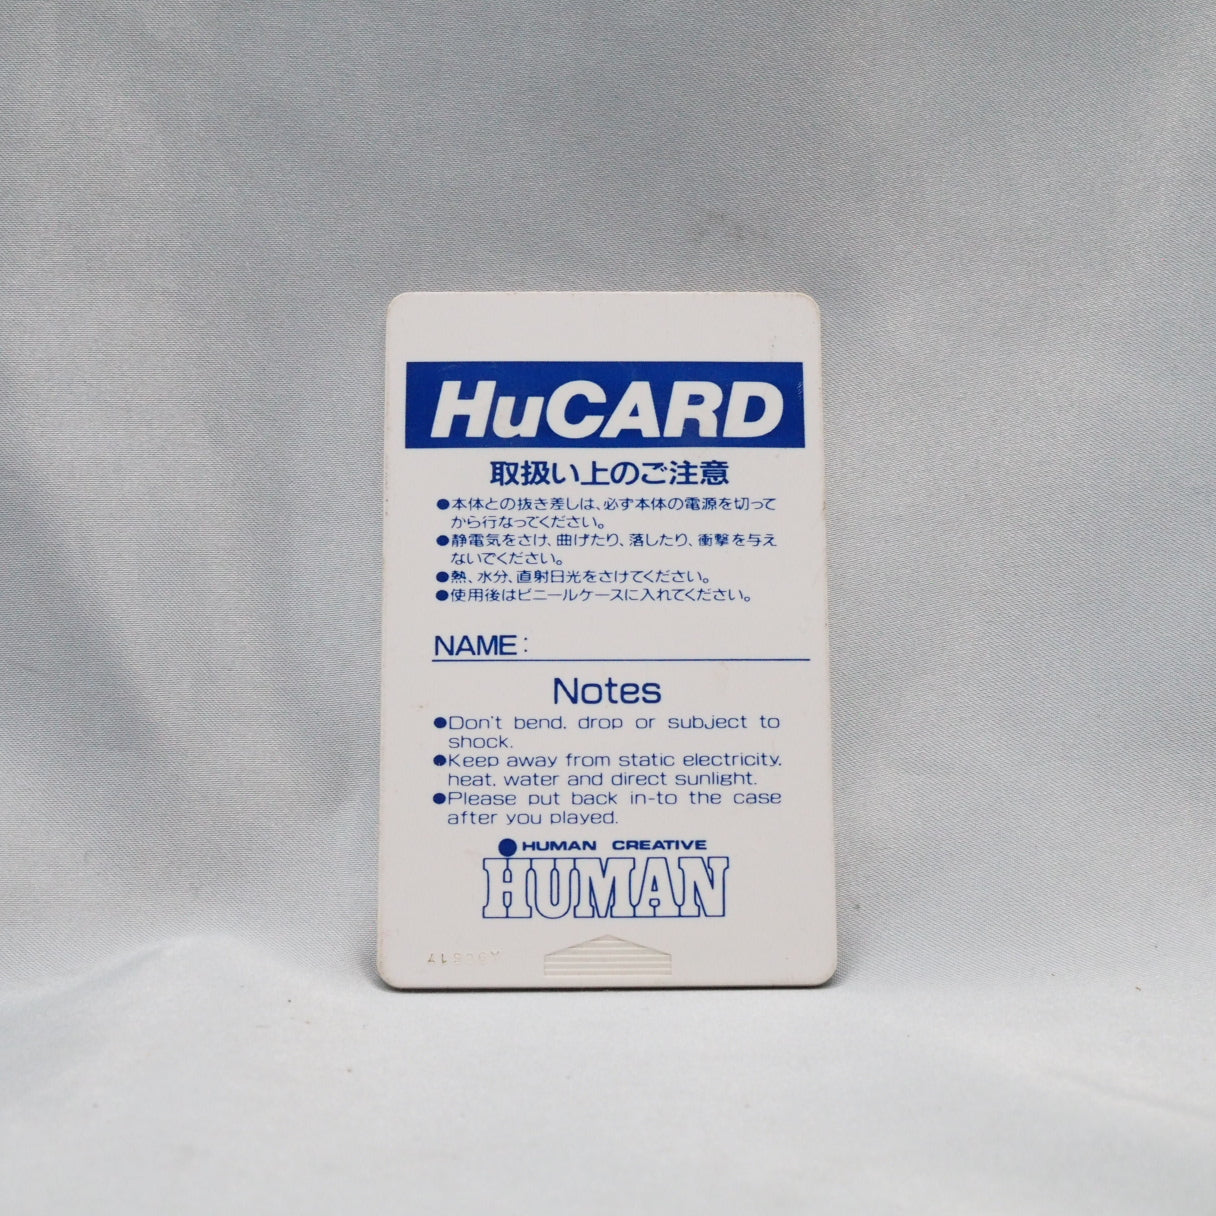 HuCARD
取扱い上のご注意
●本体との抜き差しは、必ず本体の電源を切って
から行なってください。
●静電気をさけ、曲げたり、落したり、衝撃を与え
ないでください。
●熱、水分、直射日光をさけてください。
●使用後はビニールケースに入れてください。
NAME:
Notes
●Don't bend, drop or subject to
shock.
●Keep away from static electricity,
heat, water and direct sunlight.
●Please put back in-to the case
after you played.
HUMAN CREATIVE
HUMAN